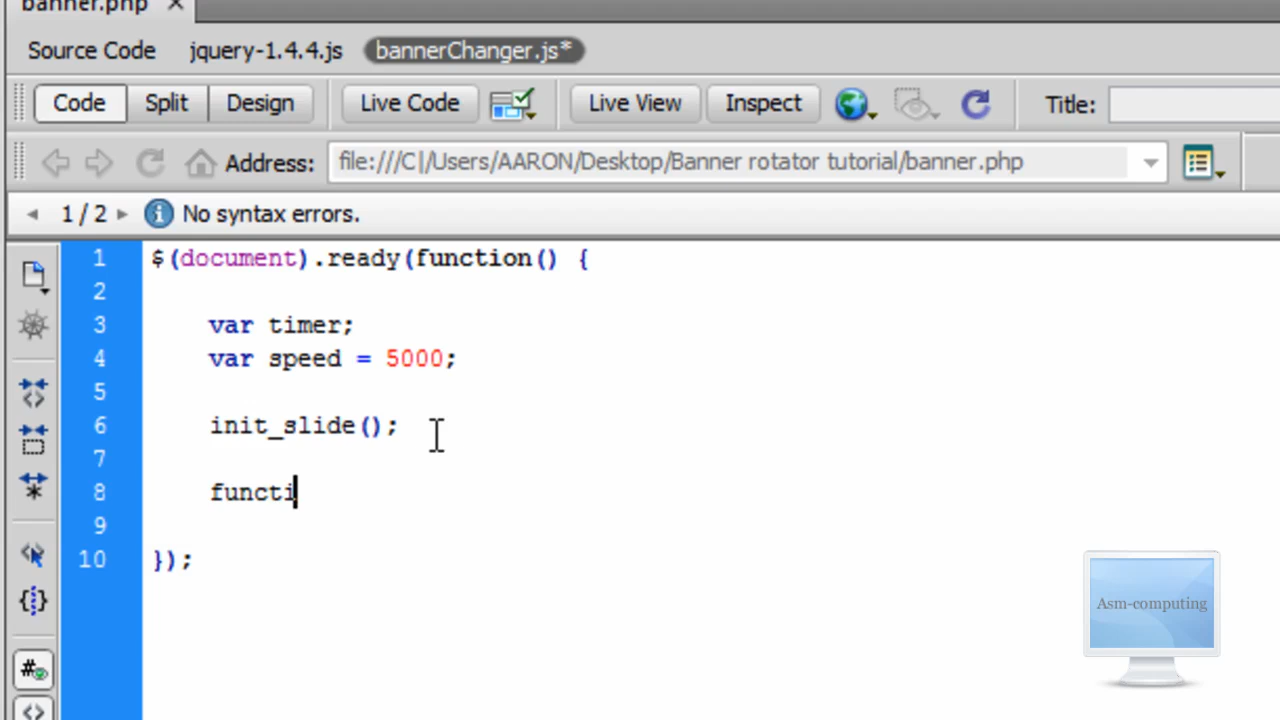 banner.php ×
Source Code jquery-1.4.4.js bannerChanger.js*
Code Split Design Live Code Live View Inspect Title:
Address: file:///C|/Users/AARON/Desktop/Banner rotator tutorial/banner.php
1 / 2 No syntax errors.
1 $(document).ready(function() {
2
3 var timer;
4 var speed = 5000;
5
6 init_slide();
7
8 functi
9
10 });
Asm-computing